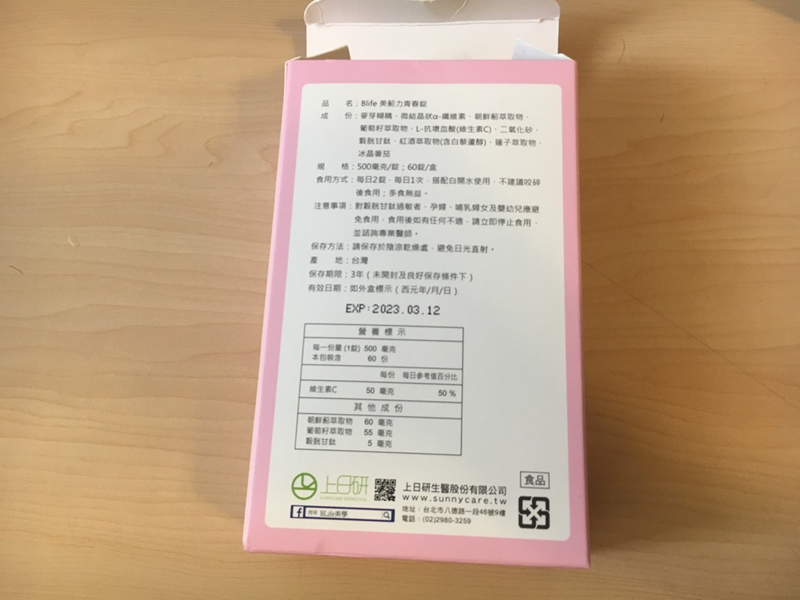 品　　名：Blife 美薊力青春錠
成　　份：麥芽糊精、微結晶狀α-纖維素、朝鮮薊萃取物、
葡萄籽萃取物、L-抗壞血酸(維生素C)、二氧化矽、
穀胱甘肽、紅酒萃取物(含白藜蘆醇)、蓮子萃取物、
冰晶番茄
規　　格：500毫克/錠；60錠/盒
食用方式：每日2錠，每日1次，搭配白開水使用，不建議咬碎
後食用；多食無益。
注意事項：對穀胱甘肽過敏者、孕婦、哺乳婦女及嬰幼兒應避
免食用，食用後如有任何不適，請立即停止食用，
並諮詢專業醫師。
保存方法：請保存於陰涼乾燥處，避免日光直射。
產　　地：台灣
保存期限：3年（未開封及良好保存條件下）
有效日期：如外盒標示（西元年/月/日）
EXP:2023.03.12
營養標示
每一份量 (1錠) 500 毫克
本包裝含 60 份
每份 每日參考值百分比
維生素C 50 毫克 50 %
其他成份
朝鮮薊萃取物 60 毫克
葡萄籽萃取物 55 毫克
穀胱甘肽 5 毫克
食品
上日研
上日研生醫股份有限公司
www.sunnycare.tw
地址：台北市八德路一段46號9樓
電話：(02)2980-3259
f 搜尋 BLife美學